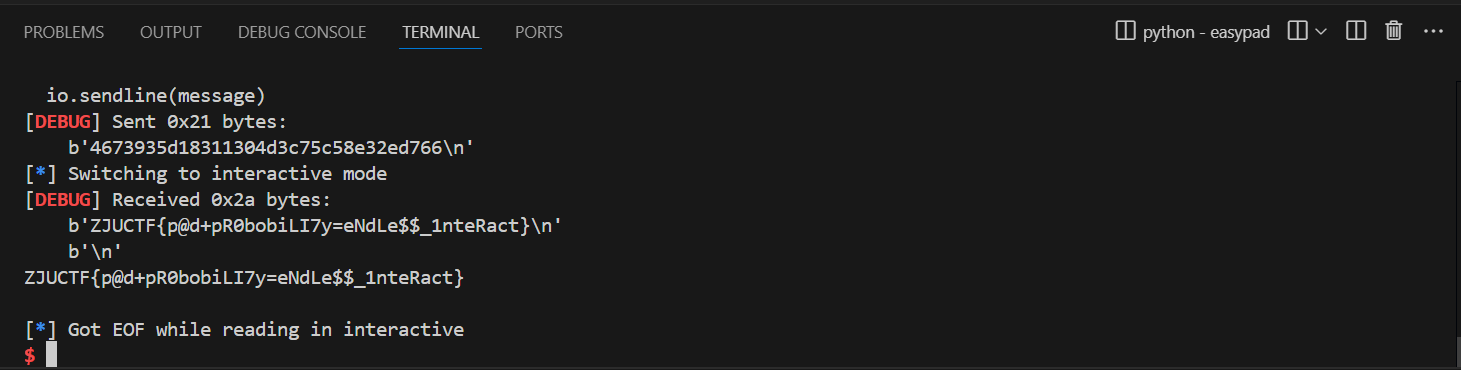 PROBLEMS OUTPUT DEBUG CONSOLE TERMINAL PORTS python - easypad
io.sendline(message)
[DEBUG] Sent 0x21 bytes:
b'4673935d18311304d3c75c58e32ed766\n'
[*] Switching to interactive mode
[DEBUG] Received 0x2a bytes:
b'ZJUCTF{p@d+pR0bobiLI7y=eNdLe$$_1nteRact}\n'
b'\n'
ZJUCTF{p@d+pR0bobiLI7y=eNdLe$$_1nteRact}
[*] Got EOF while reading in interactive
$